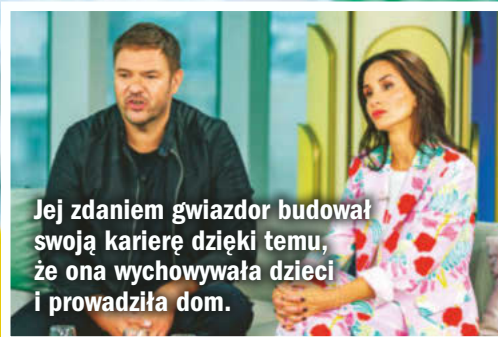 Jej zdaniem gwiazdor budował
swoją karierę dzięki temu,
że ona wychowywała dzieci
i prowadziła dom.